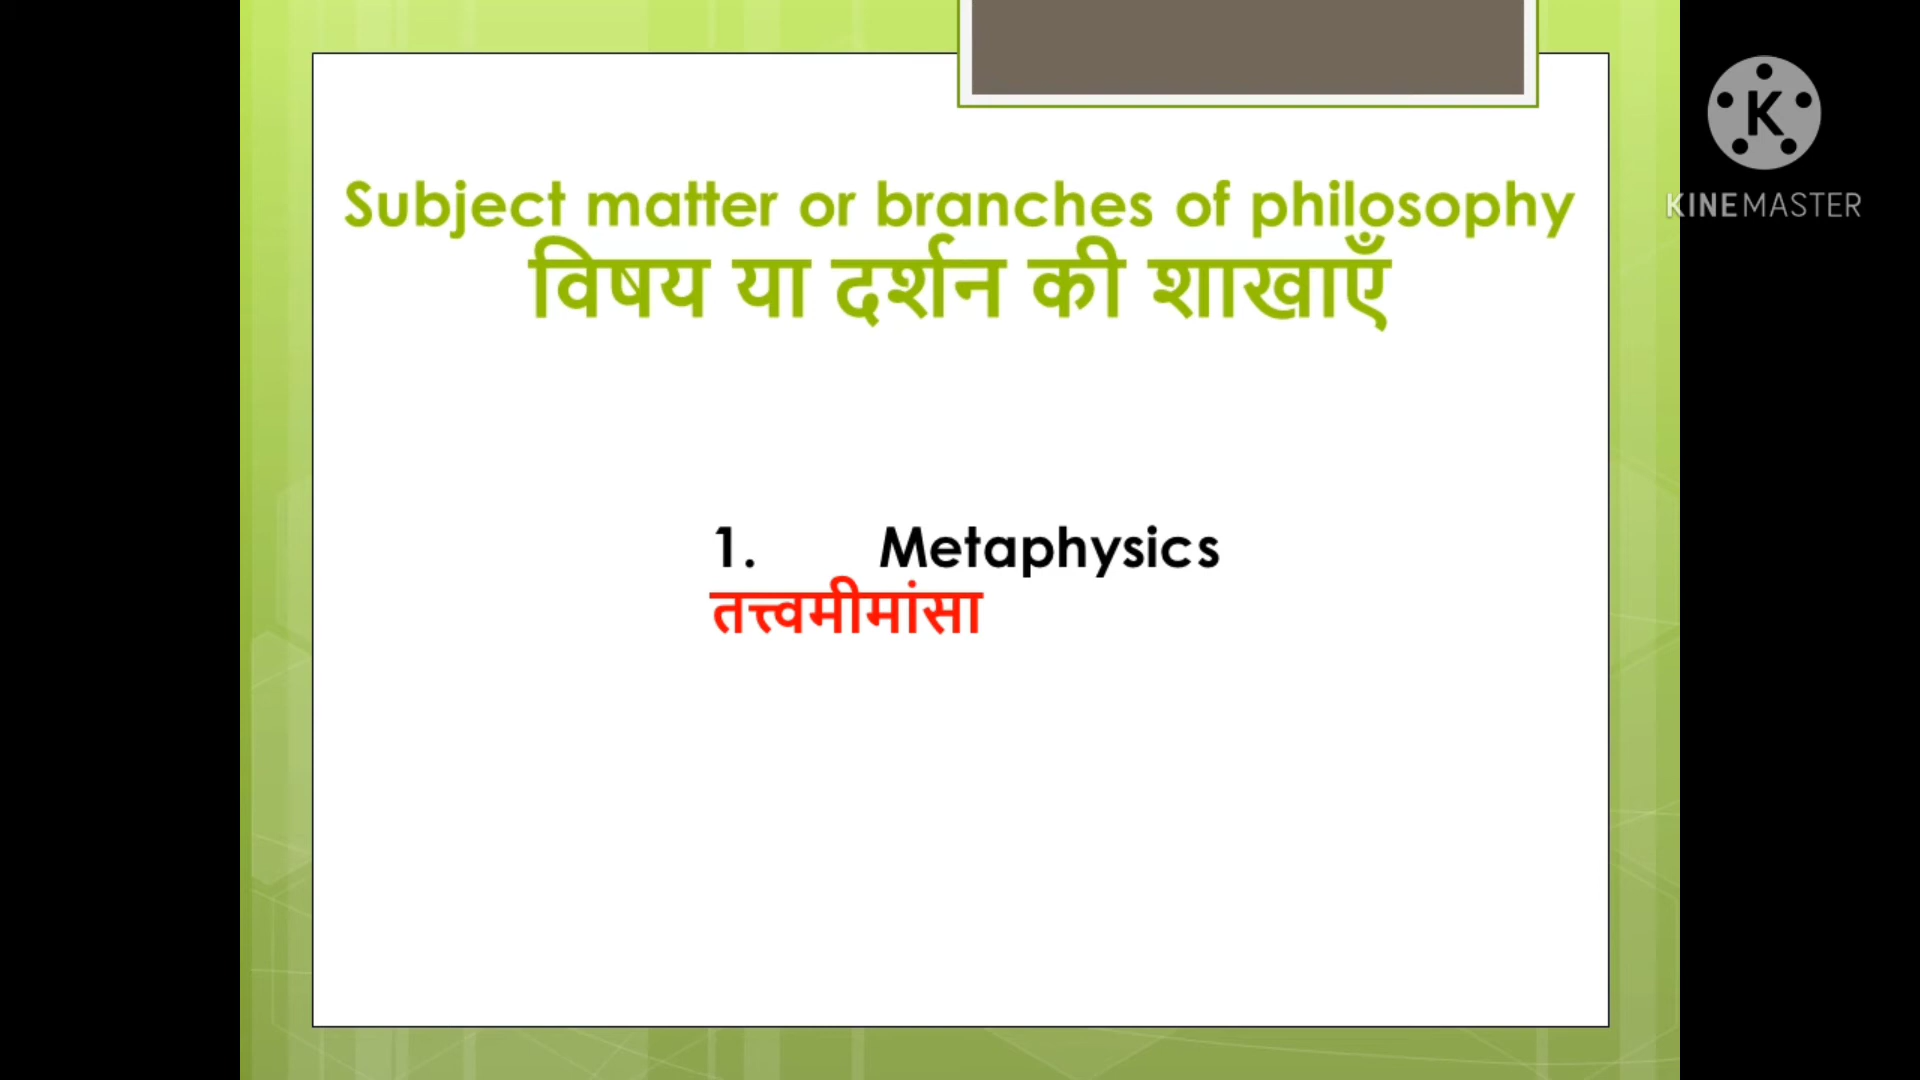 Subject matter or branches of philosophy
विषय या दर्शन की शाखाएँ
1. Metaphysics
तत्त्वमीमांसा
K
KINEMASTER